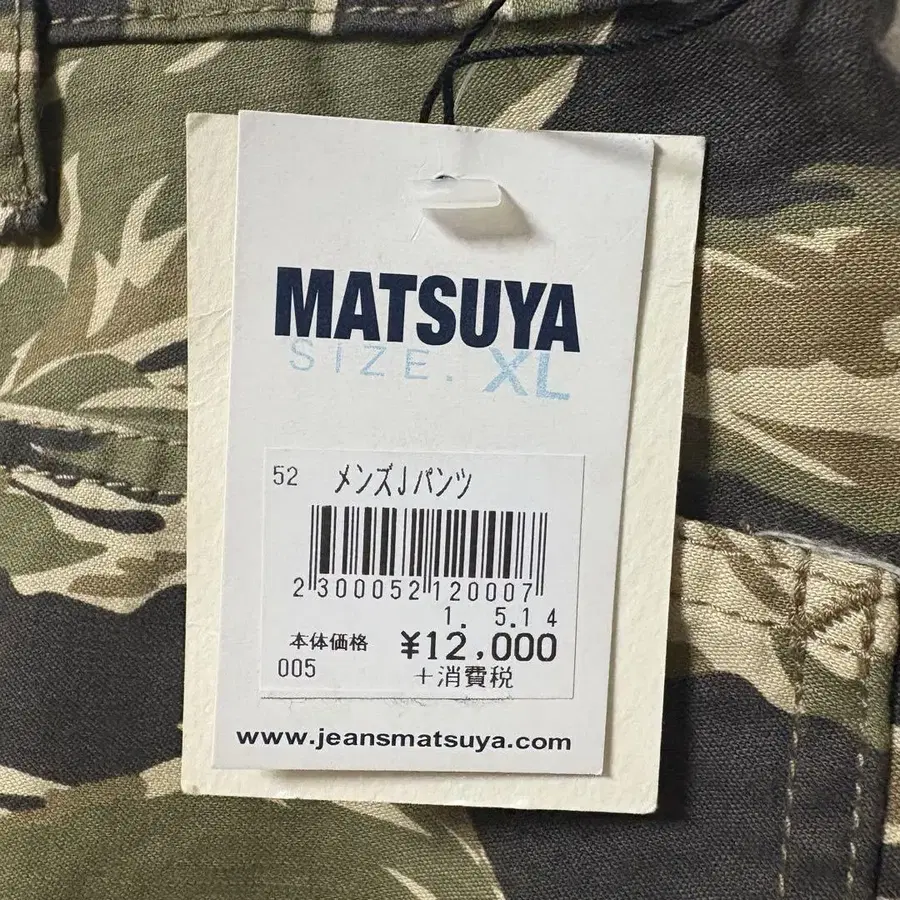 MATSUYA
SIZE. XL
52 メンズJパンツ
2300052120007
1. 5.14
本体価格 ¥12,000
005 +消費税
www.jeansmatsuya.com